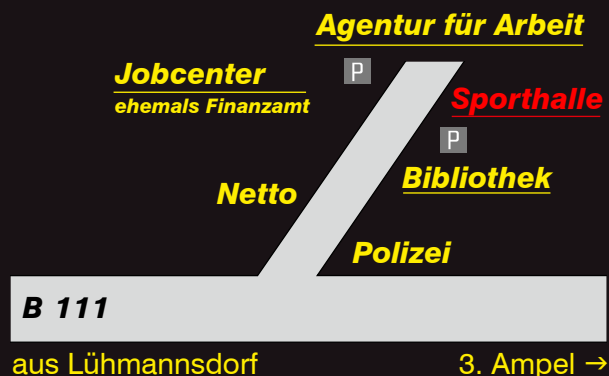 Agentur für Arbeit
Jobcenter
ehemals Finanzamt
P
Sporthalle
P
Bibliothek
Netto
Polizei
B 111
aus Lühmannsdorf
3. Ampel →